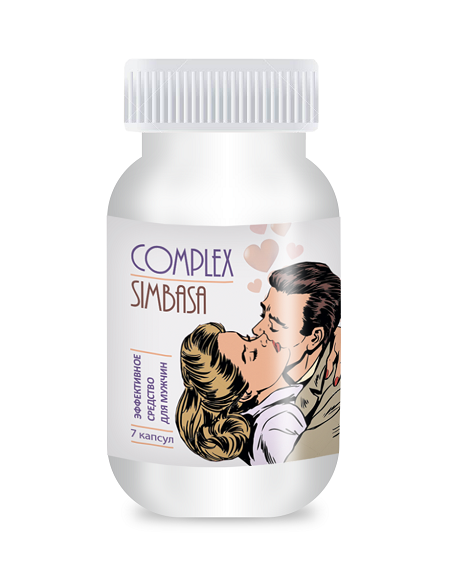 COMPLEX
SIMBASA
ЭФФЕКТИВНОЕ
СРЕДСТВО
ДЛЯ МУЖЧИН
7 капсул